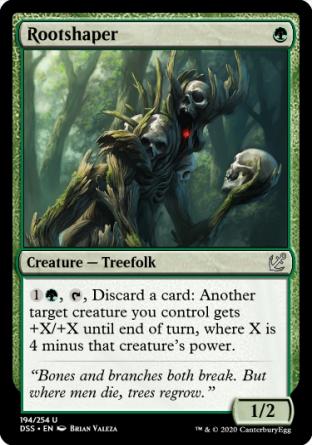 Rootshaper
Creature — Treefolk
1, , Discard a card: Another
target creature you control gets
+X/+X until end of turn, where X is
4 minus that creature's power.
"Bones and branches both break. But
where men die, trees regrow."
1/2
194/254 U
DSS • EN BRIAN VALEZA
™ & © 2020 CanterburyEgg